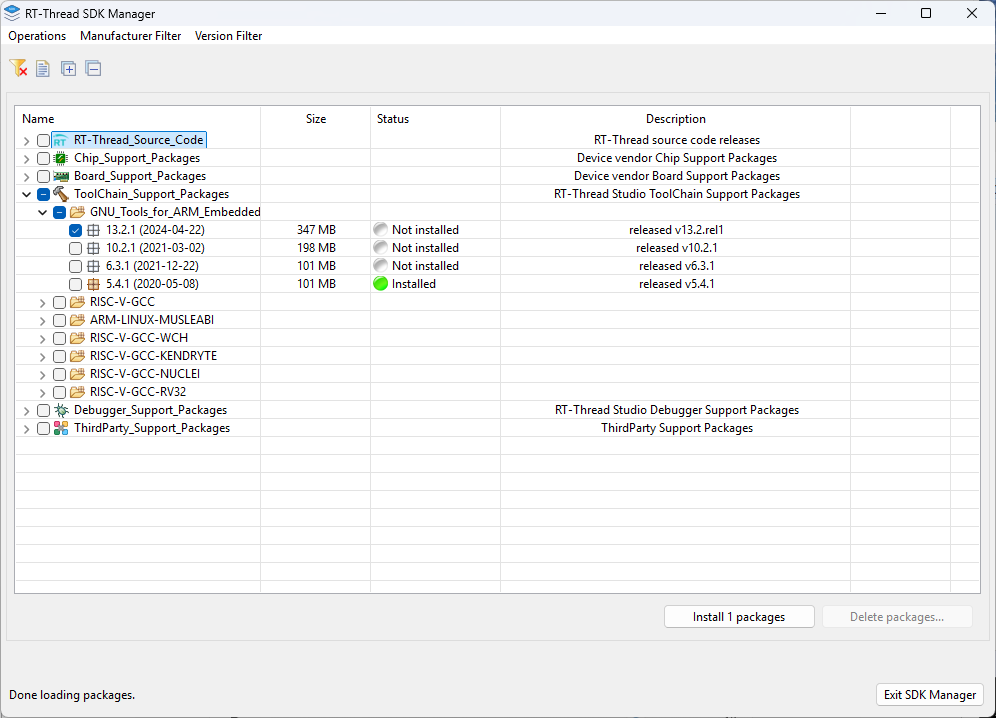 RT-Thread SDK Manager
Operations Manufacturer Filter Version Filter
Name Size Status Description
RT RT-Thread_Source_Code RT-Thread source code releases
Chip_Support_Packages Device vendor Chip Support Packages
Board_Support_Packages Device vendor Board Support Packages
ToolChain_Support_Packages RT-Thread Studio ToolChain Support Packages
GNU_Tools_for_ARM_Embedded
13.2.1 (2024-04-22) 347 MB Not installed released v13.2.rel1
10.2.1 (2021-03-02) 198 MB Not installed released v10.2.1
6.3.1 (2021-12-22) 101 MB Not installed released v6.3.1
5.4.1 (2020-05-08) 101 MB Installed released v5.4.1
RISC-V-GCC
ARM-LINUX-MUSLEABI
RISC-V-GCC-WCH
RISC-V-GCC-KENDRYTE
RISC-V-GCC-NUCLEI
RISC-V-GCC-RV32
Debugger_Support_Packages RT-Thread Studio Debugger Support Packages
ThirdParty_Support_Packages ThirdParty Support Packages
Install 1 packages Delete packages...
Done loading packages. Exit SDK Manager